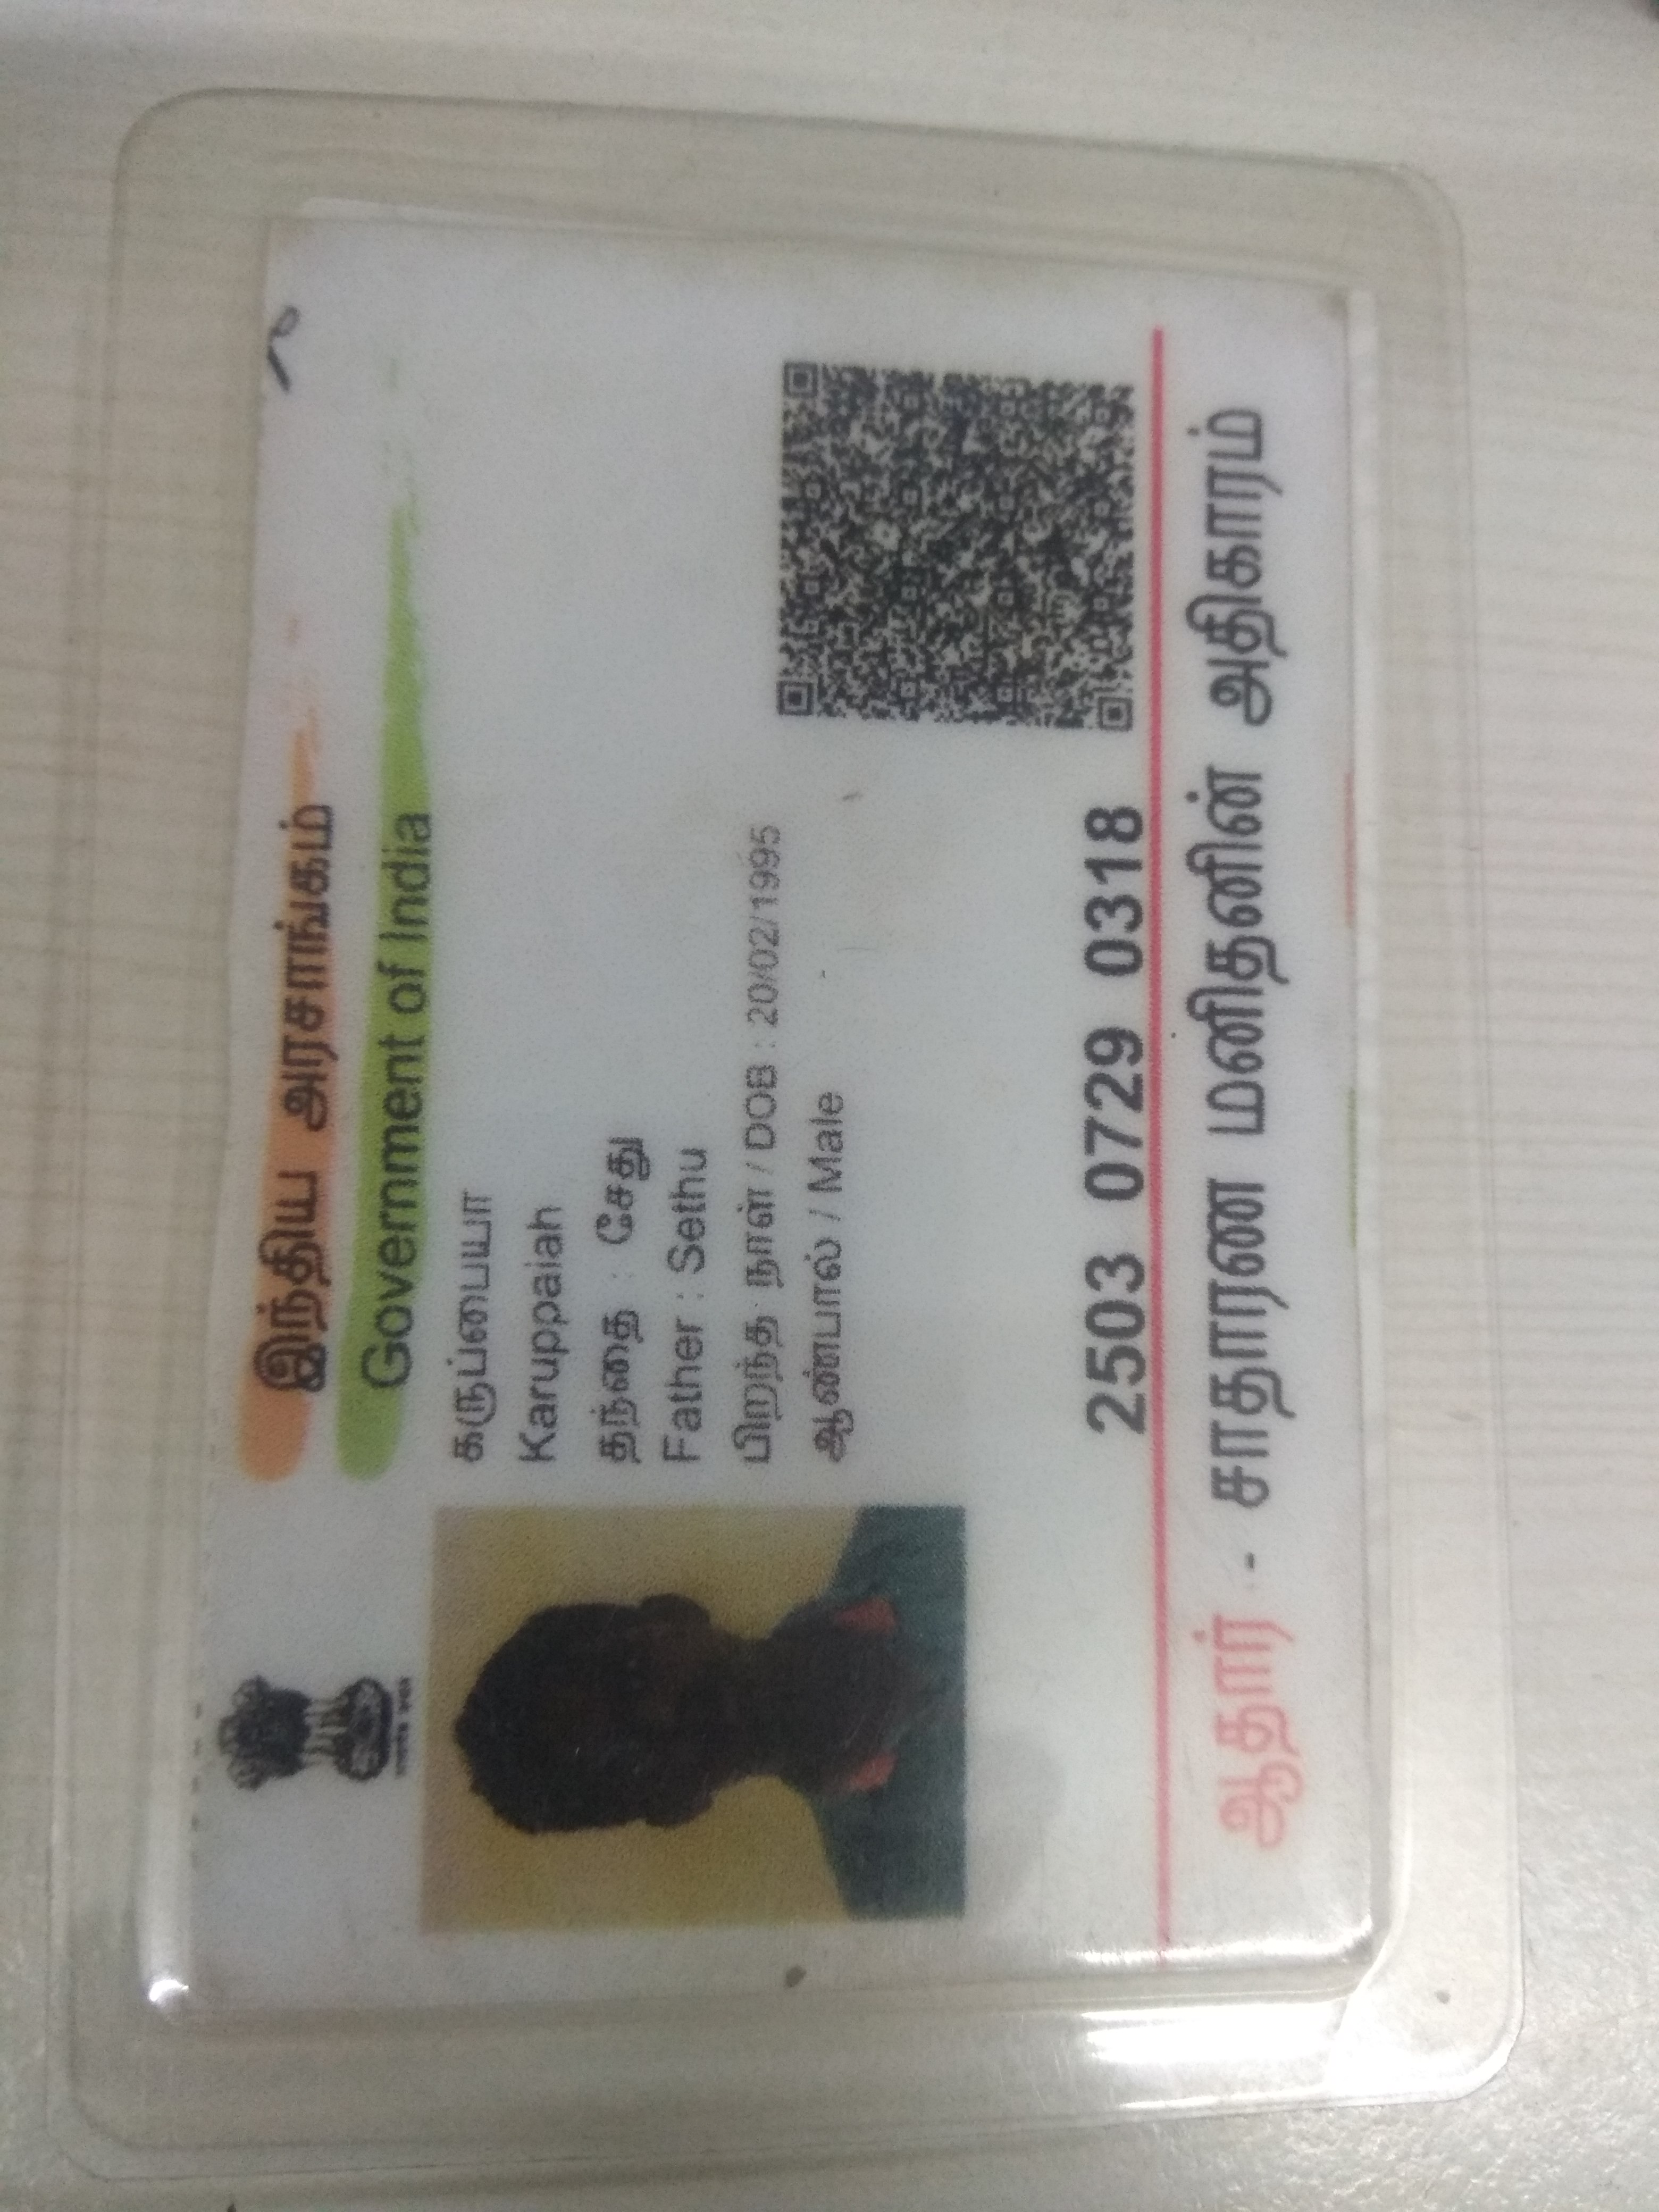 இந்திய அரசாங்கம்
Government of India
கருப்பையா
Karuppaiah
தந்தை : சேது
Father : Sethu
பிறந்த நாள் / DOB : 20/02/1995
ஆண்பால் / Male
2503 0729 0318
ஆதார் - சாதாரண மனிதனின் அதிகாரம்